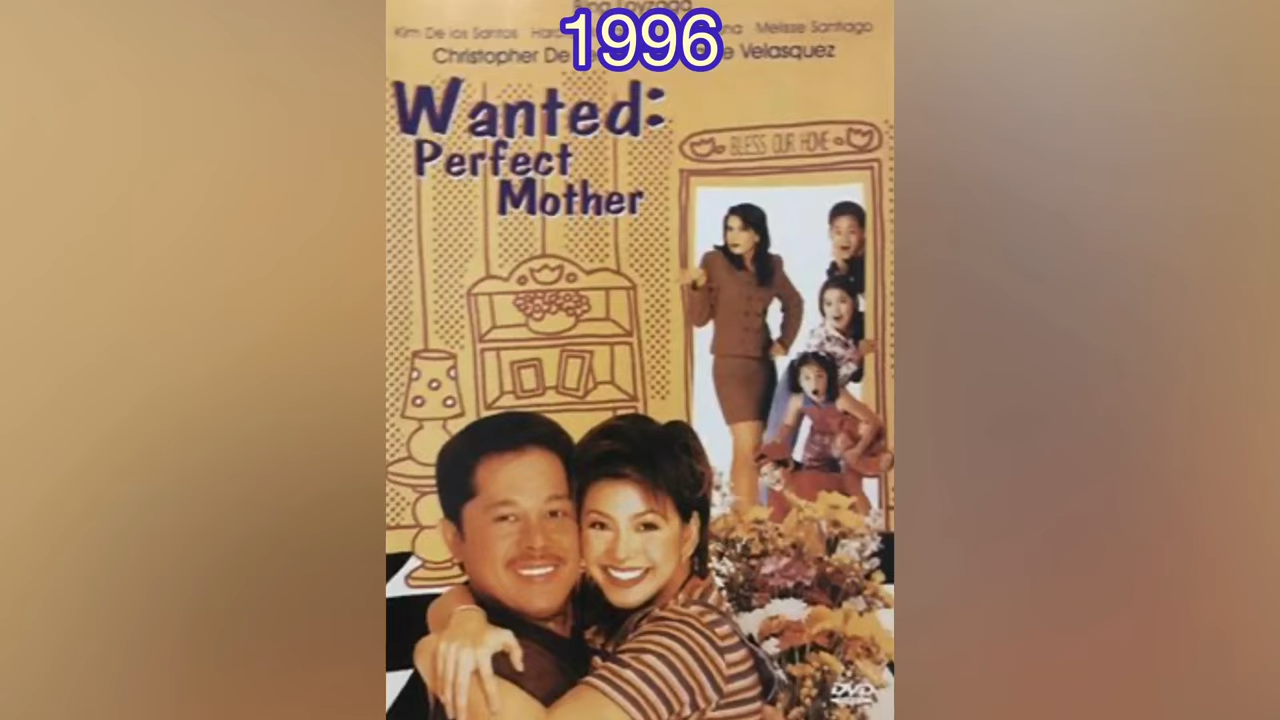 1996
Kim De los Santos Melisse Santiago
Christopher De Velasquez
Wanted:
Perfect
Mother
BLESS OUR HOME
DVD